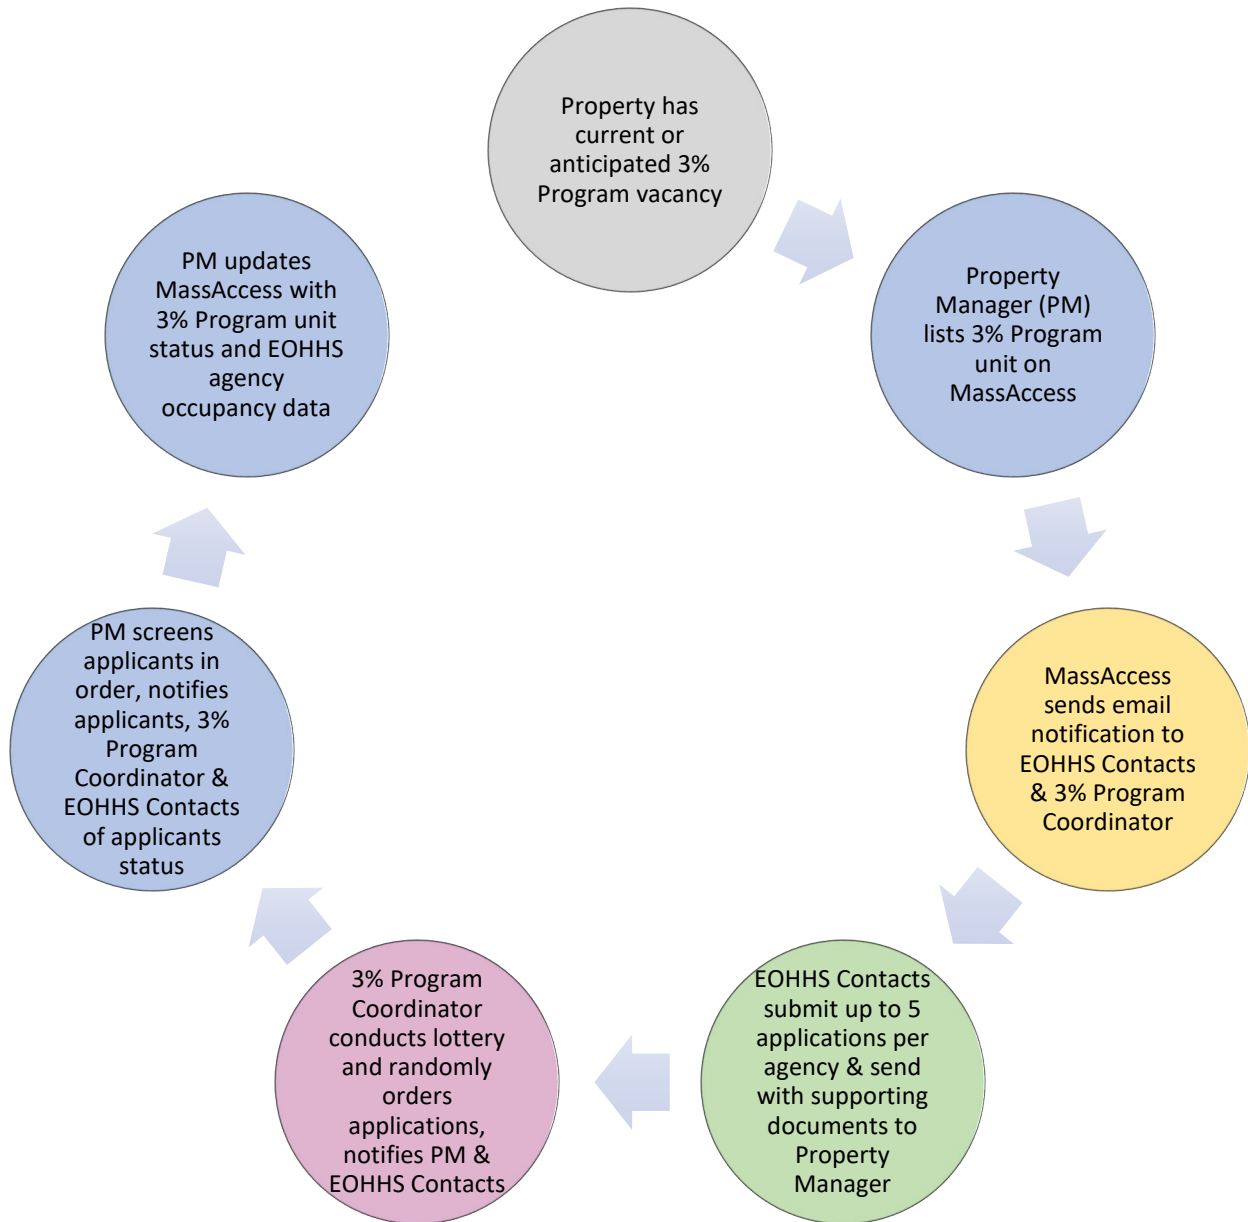 Property has
current or
anticipated 3%
Program vacancy
Property
Manager (PM)
lists 3% Program
unit on
MassAccess
MassAccess
sends email
notification to
EOHHS Contacts
& 3% Program
Coordinator
EOHHS Contacts
submit up to 5
applications per
agency & send
with supporting
documents to
Property
Manager
3% Program
Coordinator
conducts lottery
and randomly
orders
applications,
notifies PM &
EOHHS Contacts
PM screens
applicants in
order, notifies
applicants, 3%
Program
Coordinator &
EOHHS Contacts
of applicants
status
PM updates
MassAccess with
3% Program unit
status and EOHHS
agency
occupancy data